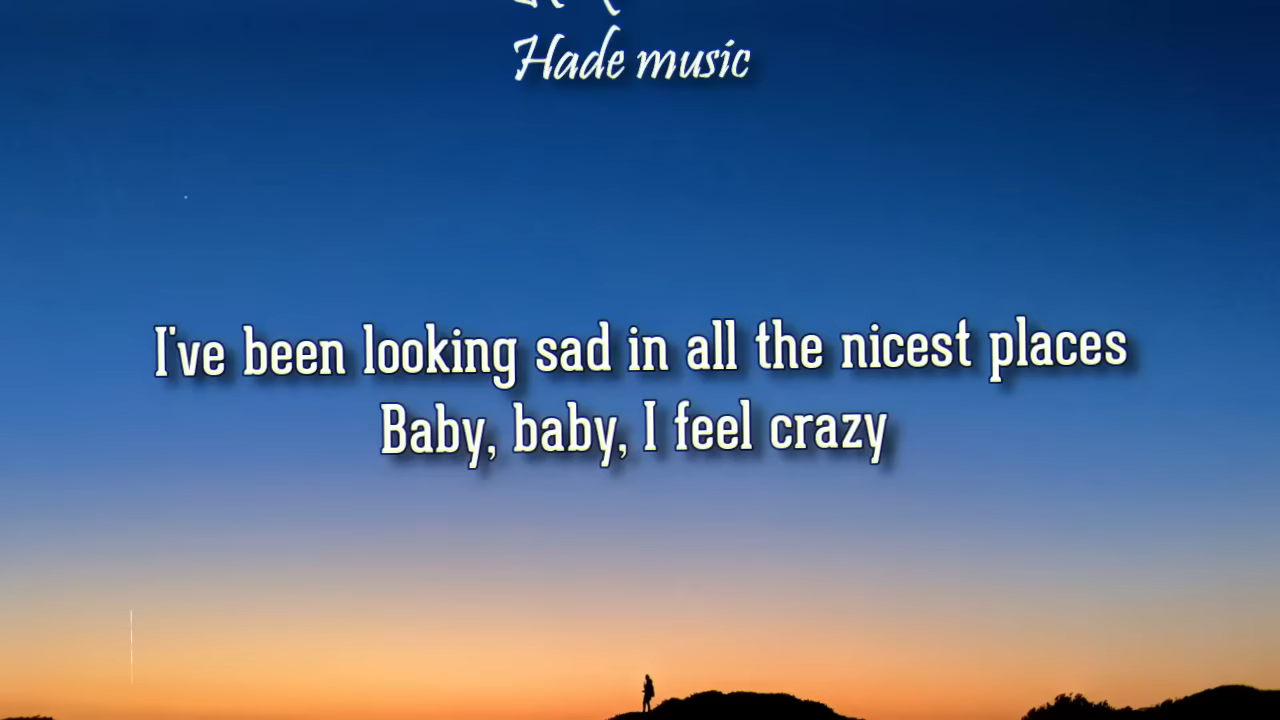 Hade music
I've been looking sad in all the nicest places
Baby, baby, I feel crazy